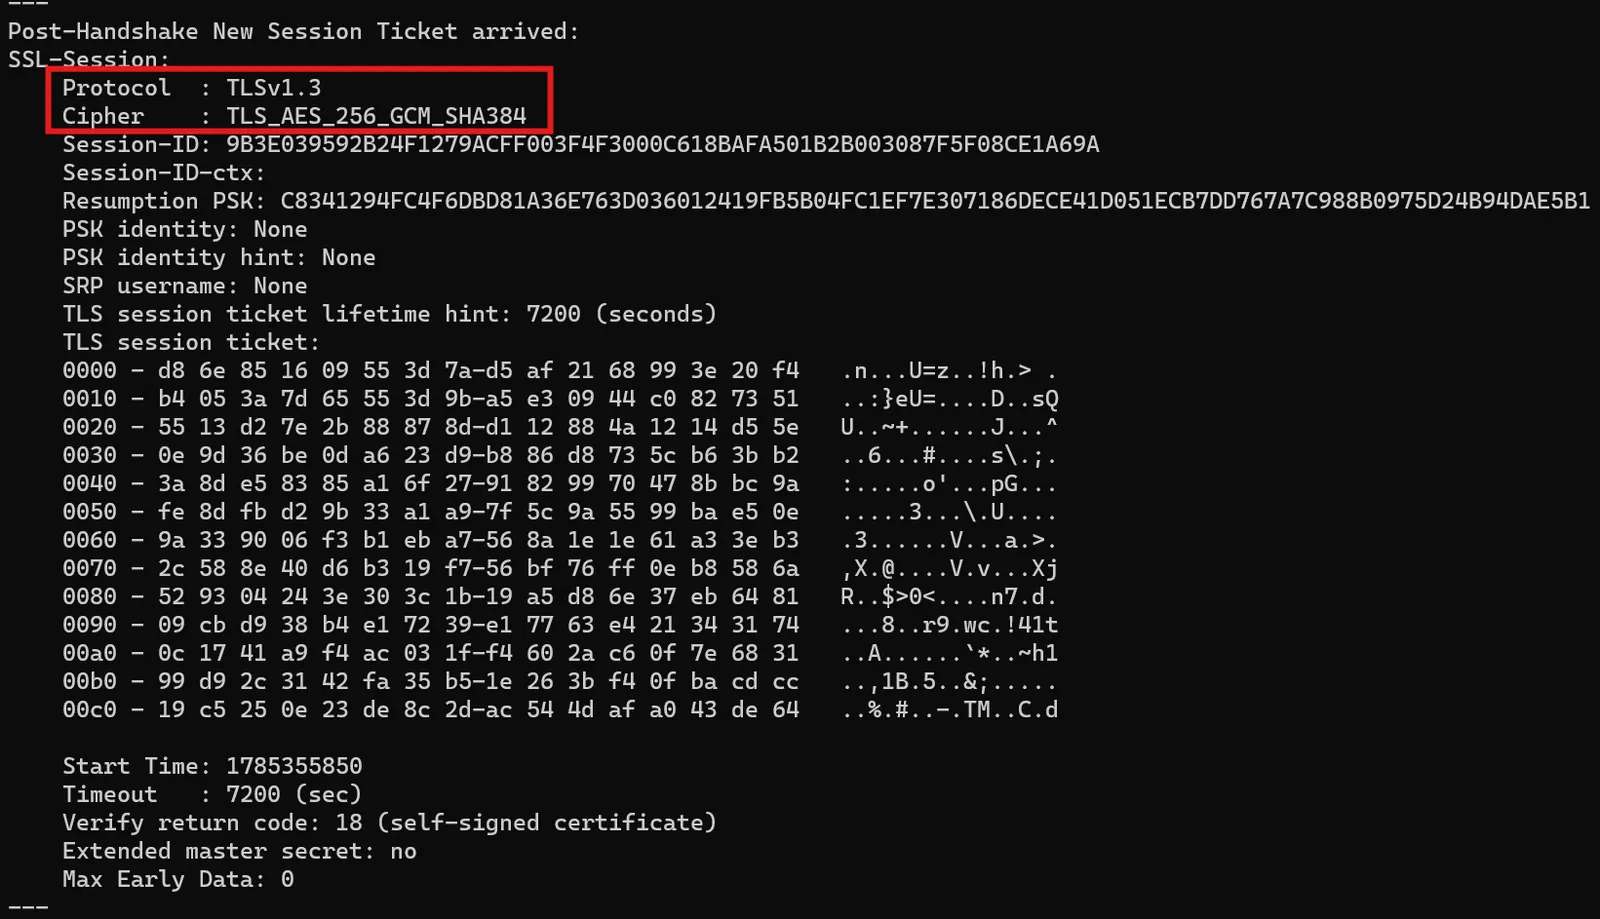 ---
Post-Handshake New Session Ticket arrived:
SSL-Session:
    Protocol  : TLSv1.3
    Cipher    : TLS_AES_256_GCM_SHA384
    Session-ID: 9B3E039592B24F1279ACFF003F4F3000C618BAFA501B2B003087F5F08CE1A69A
    Session-ID-ctx:
    Resumption PSK: C8341294FC4F6DBD81A36E763D036012419FB5B04FC1EF7E307186DECE41D051ECB7DD767A7C988B0975D24B94DAE5B1
    PSK identity: None
    PSK identity hint: None
    SRP username: None
    TLS session ticket lifetime hint: 7200 (seconds)
    TLS session ticket:
    0000 - d8 6e 85 16 09 55 3d 7a-d5 af 21 68 99 3e 20 f4   .n...U=z..!h.> .
    0010 - b4 05 3a 7d 65 55 3d 9b-a5 e3 09 44 c0 82 73 51   ..:}eU=....D..sQ
    0020 - 55 13 d2 7e 2b 88 87 8d-d1 12 88 4a 12 14 d5 5e   U..~+......J...^
    0030 - 0e 9d 36 be 0d a6 23 d9-b8 86 d8 73 5c b6 3b b2   ..6...#....s\.;.
    0040 - 3a 8d e5 83 85 a1 6f 27-91 82 99 70 47 8b bc 9a   :.....o'...pG...
    0050 - fe 8d fb d2 9b 33 a1 a9-7f 5c 9a 55 99 ba e5 0e   .....3...\.U....
    0060 - 9a 33 90 06 f3 b1 eb a7-56 8a 1e 1e 61 a3 3e b3   .3......V...a.>.
    0070 - 2c 58 8e 40 d6 b3 19 f7-56 bf 76 ff 0e b8 58 6a   ,X.@....V.v...Xj
    0080 - 52 93 04 24 3e 30 3c 1b-19 a5 d8 6e 37 eb 64 81   R..$>0<....n7.d.
    0090 - 09 cb d9 38 b4 e1 72 39-e1 77 63 e4 21 34 31 74   ...8..r9.wc.!41t
    00a0 - 0c 17 41 a9 f4 ac 03 1f-f4 60 2a c6 0f 7e 68 31   ..A......`*..~h1
    00b0 - 99 d9 2c 31 42 fa 35 b5-1e 26 3b f4 0f ba cd cc   ..,1B.5..&;.....
    00c0 - 19 c5 25 0e 23 de 8c 2d-ac 54 4d af a0 43 de 64   ..%.#..-.TM..C.d

    Start Time: 1785355850
    Timeout   : 7200 (sec)
    Verify return code: 18 (self-signed certificate)
    Extended master secret: no
    Max Early Data: 0
---